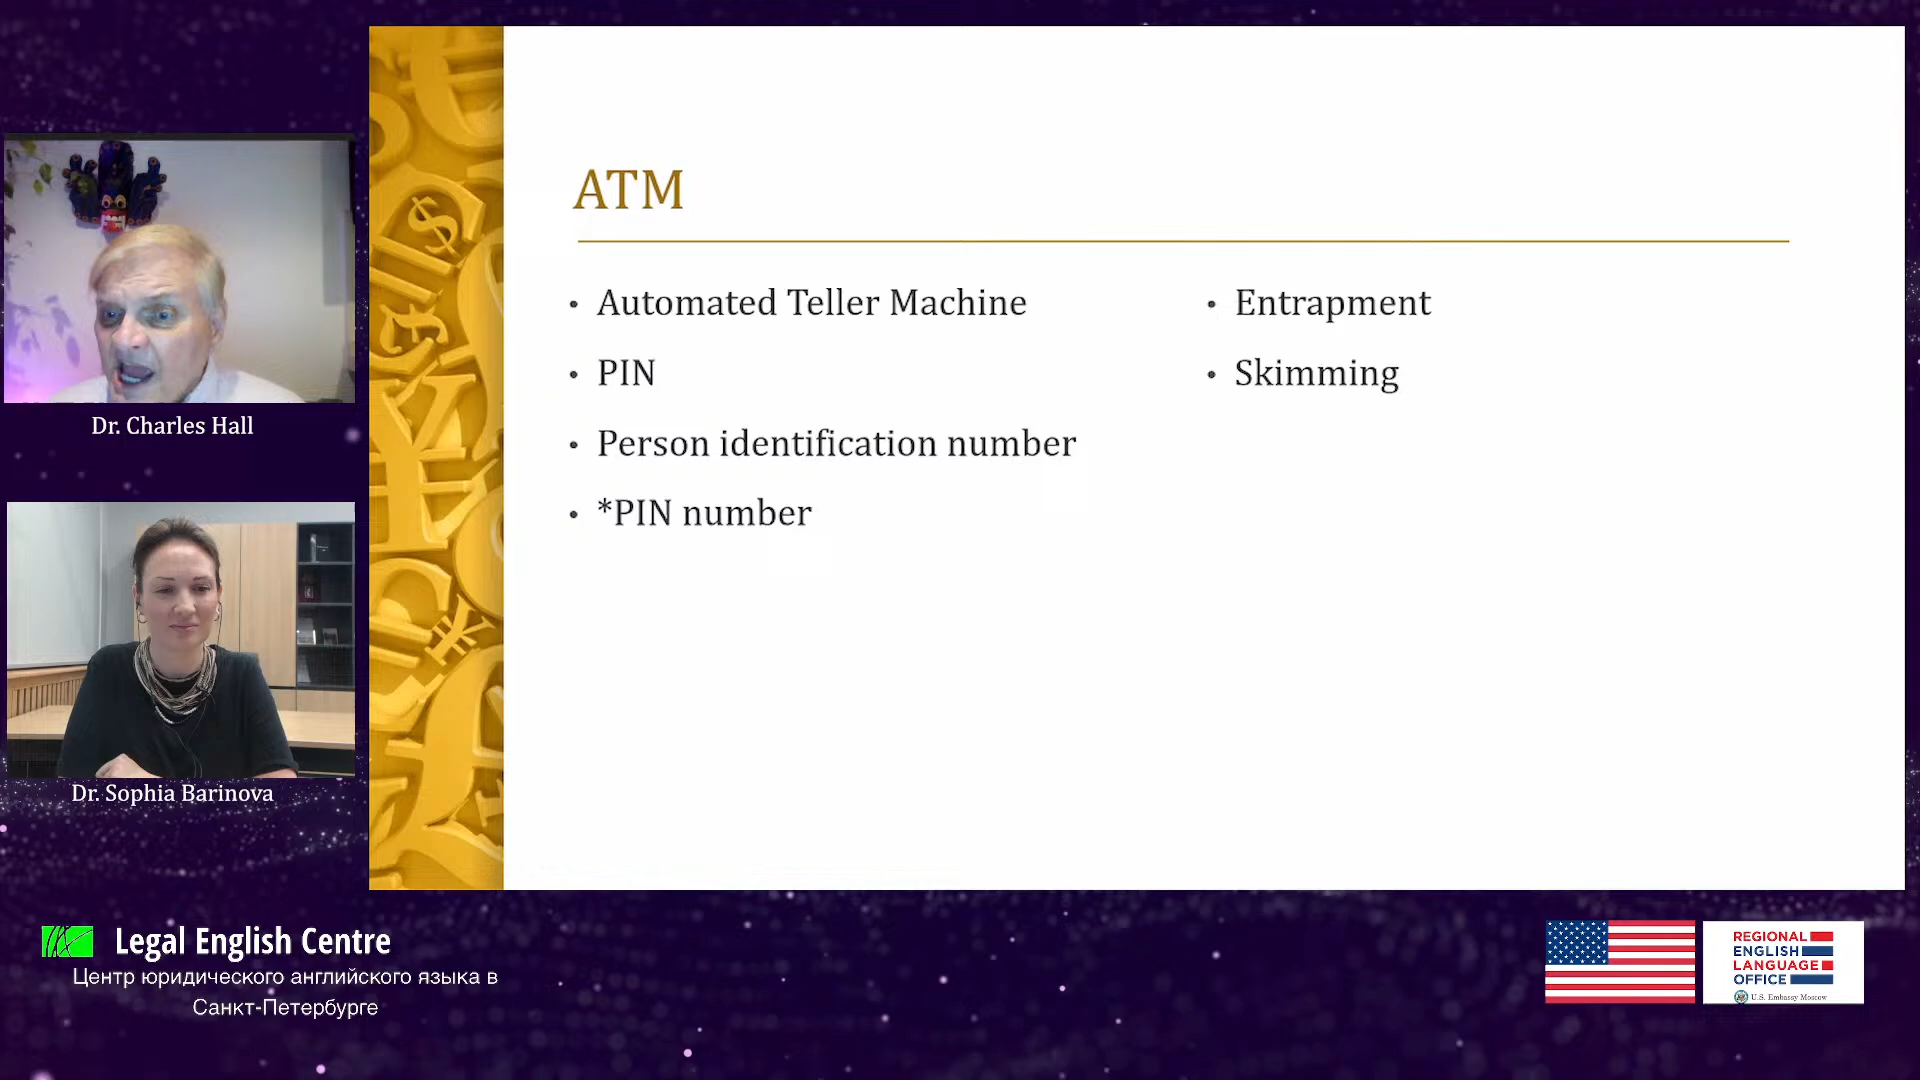 ATM
• Automated Teller Machine
• PIN
• Person identification number
• *PIN number
• Entrapment
• Skimming
Dr. Charles Hall
Dr. Sophia Barinova
Legal English Centre
Центр юридического английского языка в
Санкт-Петербурге
REGIONAL
ENGLISH
LANGUAGE
OFFICE
U.S. Embassy Moscow